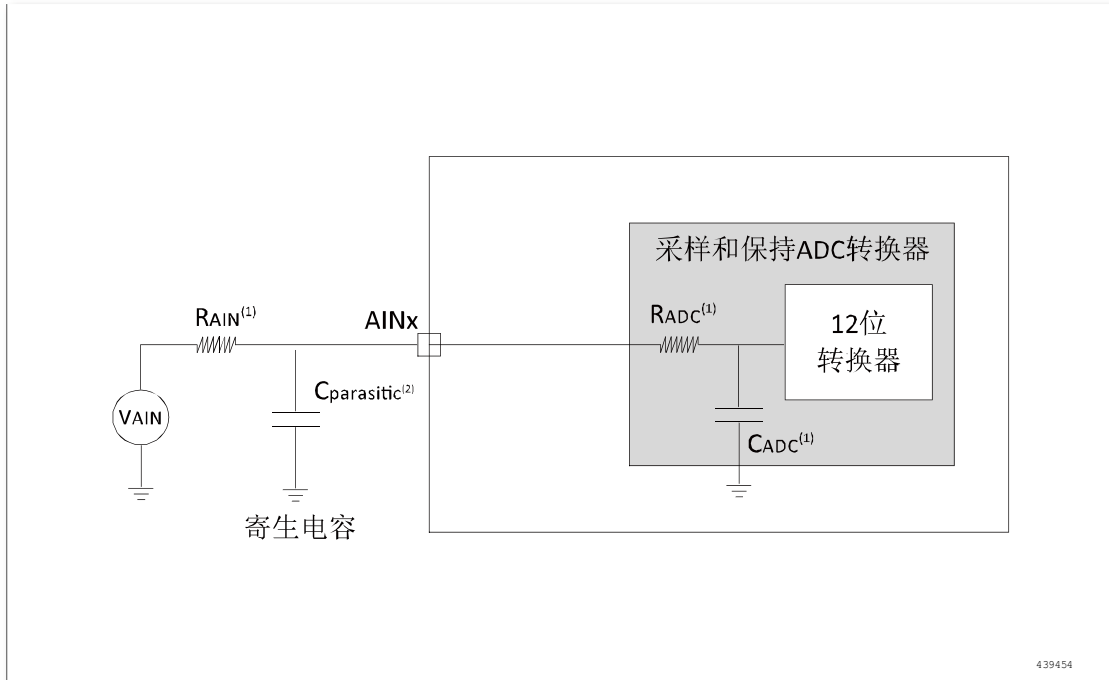 采样和保持ADC转换器
RAIN(1)
AINx
RADC(1)
12位
转换器
Cparasitic(2)
VAIN
CADC(1)
寄生电容
439454